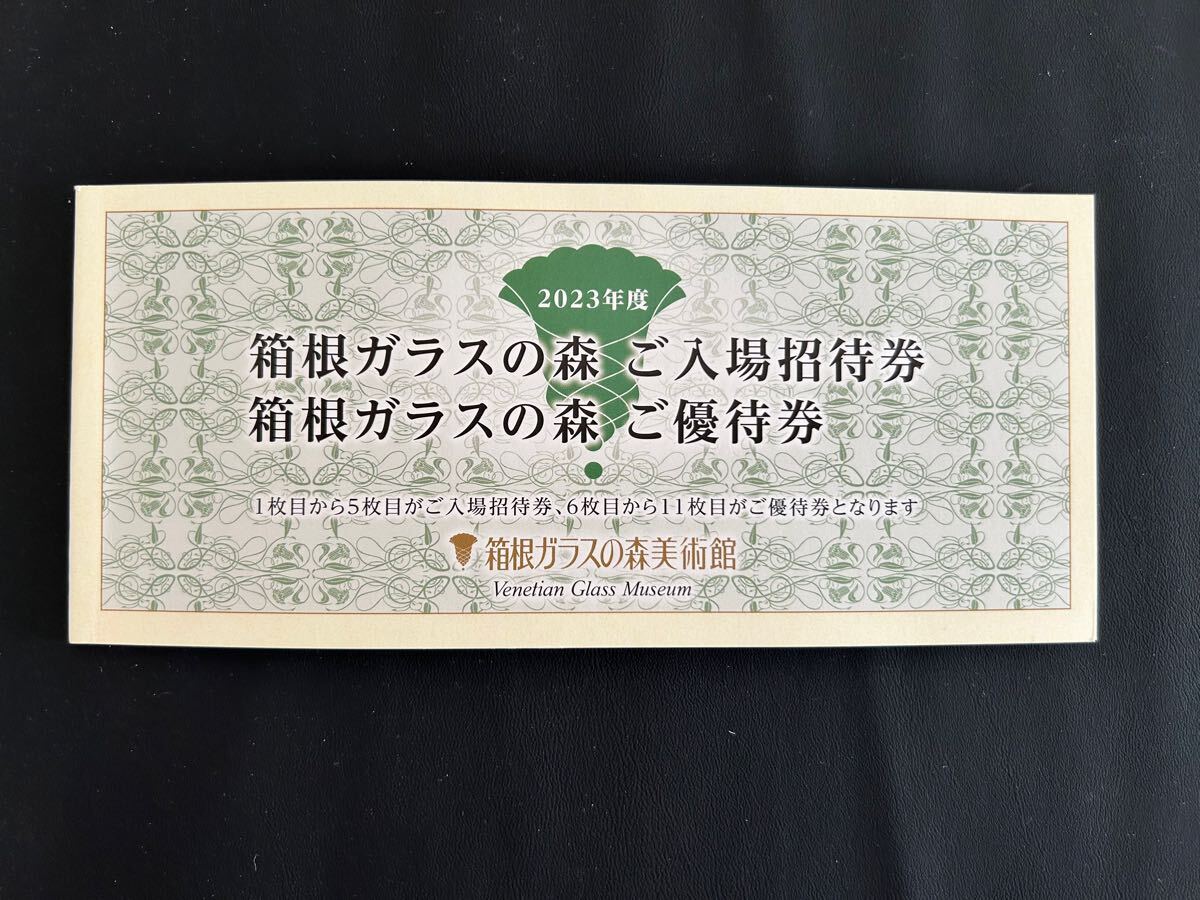 2023年度
箱根ガラスの森 ご入場招待券
箱根ガラスの森 ご優待券
1枚目から5枚目がご入場招待券、6枚目から11枚目がご優待券となります
箱根ガラスの森美術館
Venetian Glass Museum